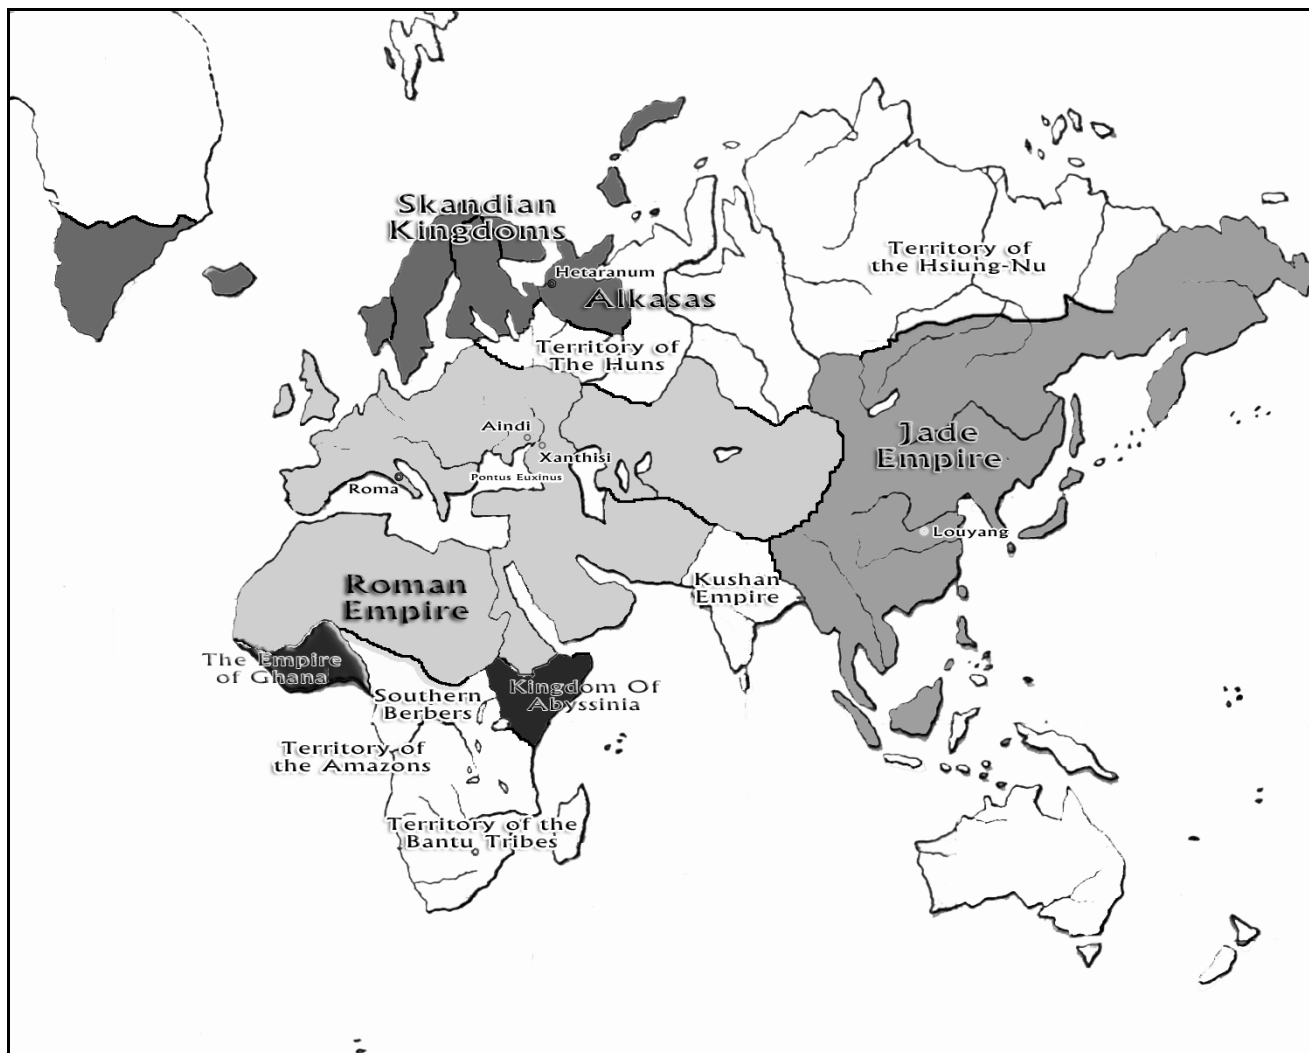 Skandian
Kingdoms
Territory of
the Hsiung-Nu
Hetaranum
Alkasas
Territory of
The Huns
Aindi
Xanthisi
Jade
Empire
Pontus Euxinus
Roma
Louyang
Roman
Empire
Kushan
Empire
The Empire
of Ghana
Kingdom Of
Abyssinia
Southern
Berbers
Territory of
the Amazons
Territory of the
Bantu Tribes